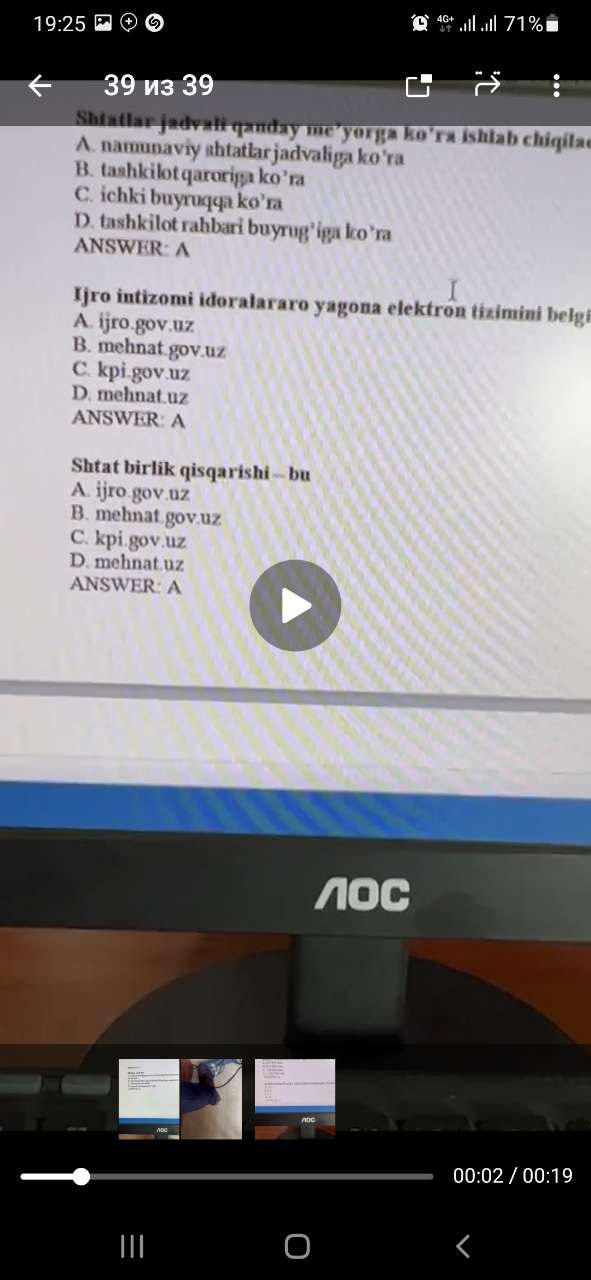 19:25
4G+
71%
39 из 39
Shtatlar jadvali qanday me'yorga ko'ra ishlab
A. namunaviy shtatlar jadvaliga ko'ra
B. tashkilot qaroriga ko'ra
C. ichki buyruqqa ko'ra
D. tashkilot rahbari buyrug'iga ko'ra
ANSWER: A
Ijro intizomi idoralararo yagona elektron tizimini
A. ijro.gov.uz
B. mehnat.gov.uz
C. kpi.gov.uz
D. mehnat.uz
ANSWER: A
Shtat birlik qisqarishi – bu
A. ijro.gov.uz
B. mehnat.gov.uz
C. kpi.gov.uz
D. mehnat.uz
ANSWER: A
AOC
AOC
AOC
00:02 / 00:19